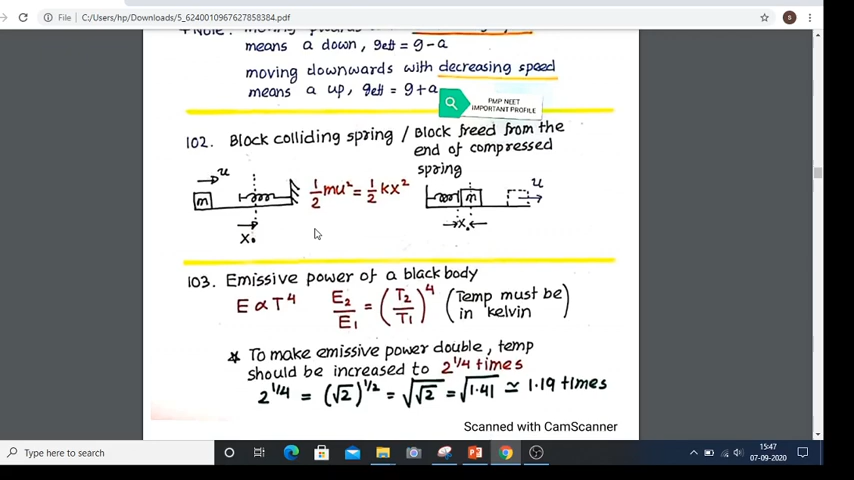 File | C:/Users/hp/Downloads/5_6240010967627858384.pdf
means a down, geff = g-a
moving downwards with decreasing speed
means a up, geff = g+a
PMP NEET
IMPORTANT PROFILE
102. Block colliding spring / Block freed from the
end of compressed
spring
u
m
x.
1/2 mu² = 1/2 kx²
m
u
x.
103. Emissive power of a black body
E ∝ T⁴ E₂/E₁ = (T₂/T₁)⁴ (Temp must be
in kelvin)
* To make emissive power double, temp
should be increased to 2^1/4 times
2^1/4 = (√2)^1/2 = √√2 = √1.41 ≃ 1.19 times
Scanned with CamScanner
Type here to search
15:47
07-09-2020